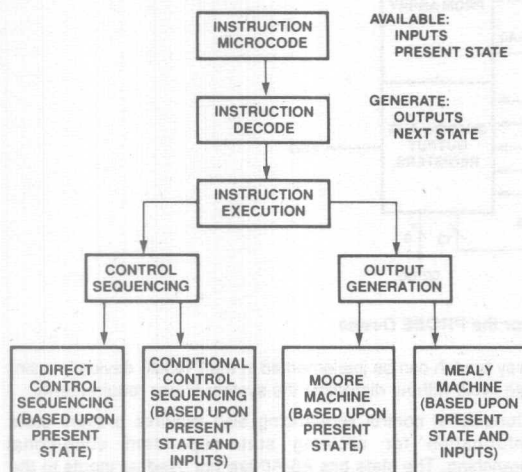 INSTRUCTION
MICROCODE
AVAILABLE:
INPUTS
PRESENT STATE
INSTRUCTION
DECODE
GENERATE:
OUTPUTS
NEXT STATE
INSTRUCTION
EXECUTION
CONTROL
SEQUENCING
OUTPUT
GENERATION
DIRECT
CONTROL
SEQUENCING
(BASED UPON
PRESENT
STATE)
CONDITIONAL
CONTROL
SEQUENCING
(BASED UPON
PRESENT
STATE AND
INPUTS)
MOORE
MACHINE
(BASED UPON
PRESENT
STATE)
MEALY
MACHINE
(BASED UPON
PRESENT
STATE AND
INPUTS)